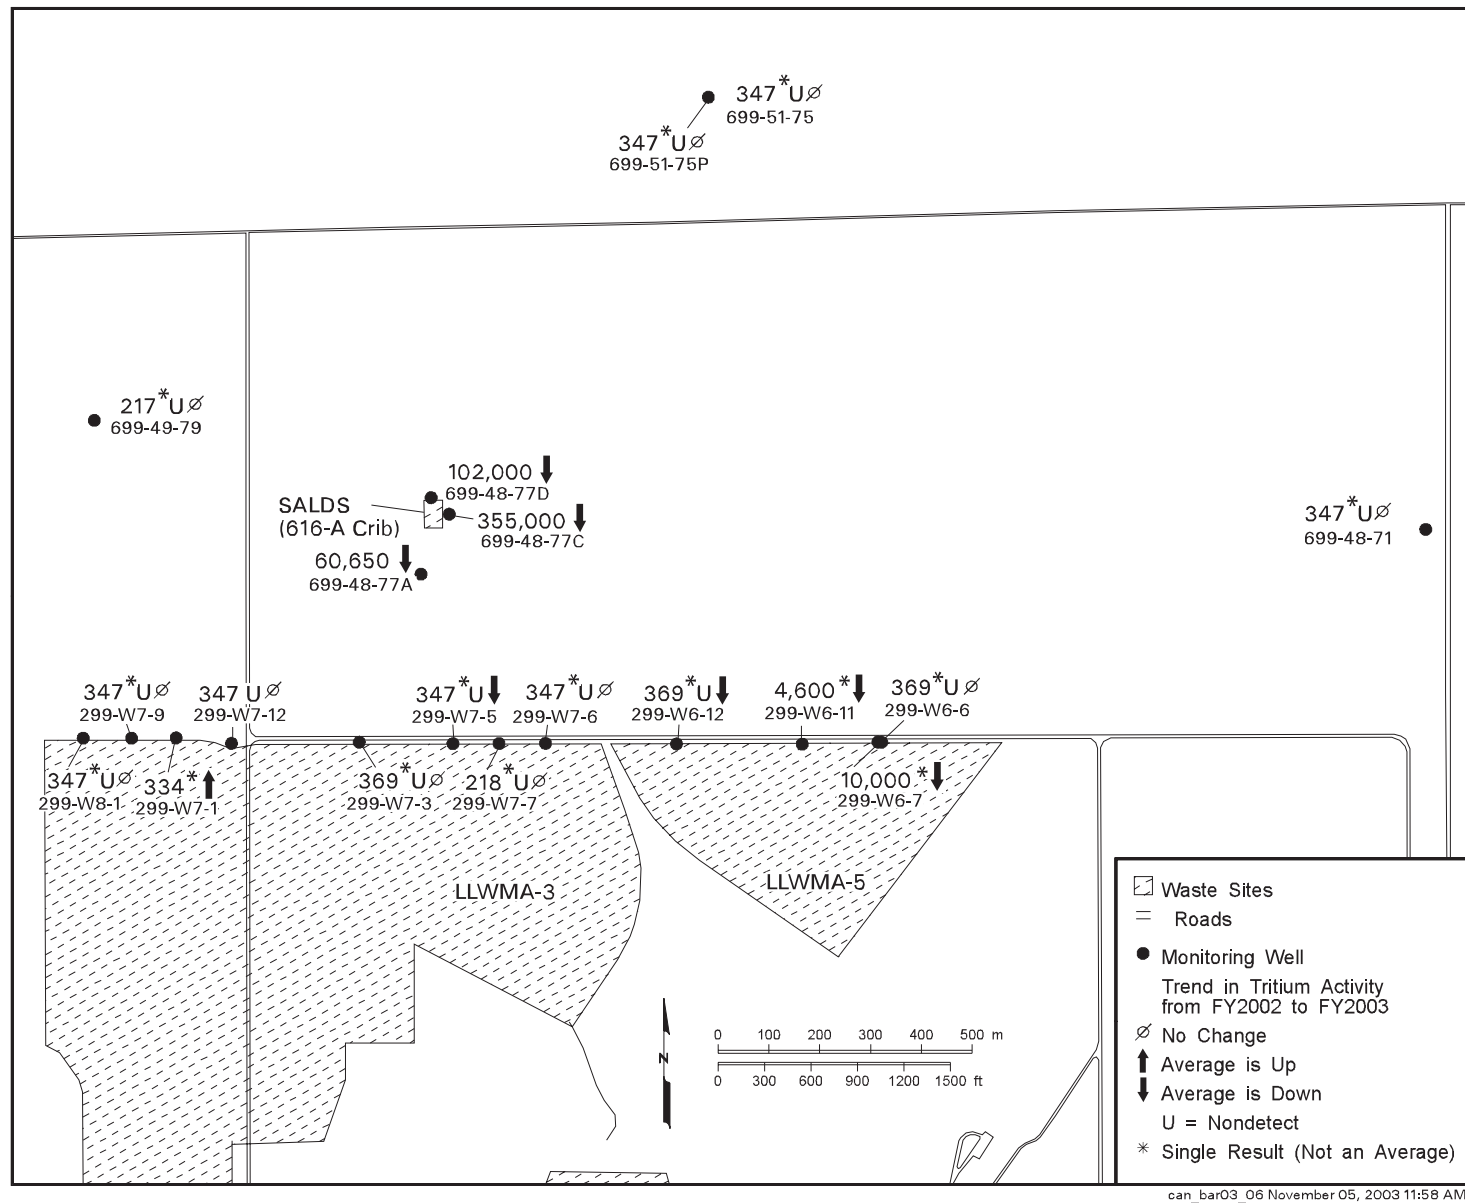 347*U∅
699-51-75
347*U∅
699-51-75P
217*U∅
699-49-79
102,000
699-48-77D
SALDS
(616-A Crib)
355,000
699-48-77C
60,650
699-48-77A
347*U∅
699-48-71
347*U∅
299-W7-9
347 U∅
299-W7-12
347*U
299-W7-5
347*U∅
299-W7-6
369*U
299-W6-12
4,600*
299-W6-11
369*U∅
299-W6-6
347*U∅
299-W8-1
334*
299-W7-1
369*U∅
299-W7-3
218*U∅
299-W7-7
10,000*
299-W6-7
LLWMA-3
LLWMA-5
N
0 100 200 300 400 500 m
0 300 600 900 1200 1500 ft
Waste Sites
Roads
Monitoring Well
Trend in Tritium Activity
from FY2002 to FY2003
∅ No Change
Average is Up
Average is Down
U = Nondetect
* Single Result (Not an Average)
can_bar03_06 November 05, 2003 11:58 AM